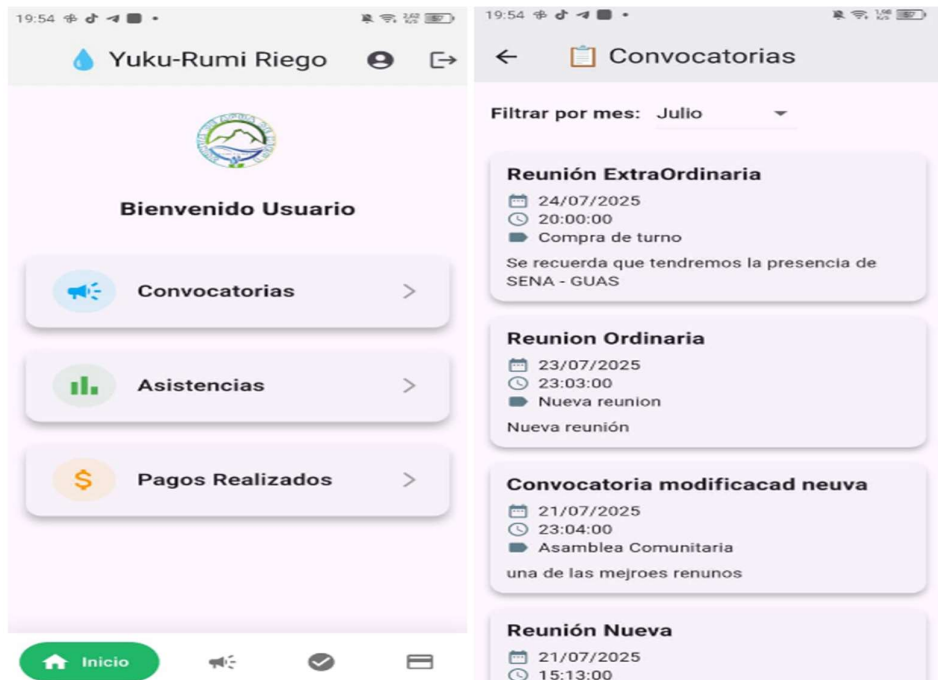 19:54
Yuku-Rumi Riego
Bienvenido Usuario
Convocatorias
Asistencias
Pagos Realizados
Inicio
19:54
Convocatorias
Filtrar por mes: Julio
Reunión ExtraOrdinaria
24/07/2025
20:00:00
Compra de turno
Se recuerda que tendremos la presencia de
SENA - GUAS
Reunion Ordinaria
23/07/2025
23:03:00
Nueva reunion
Nueva reunión
Convocatoria modificacad neuva
21/07/2025
23:04:00
Asamblea Comunitaria
una de las mejroes renunos
Reunión Nueva
21/07/2025
15:13:00